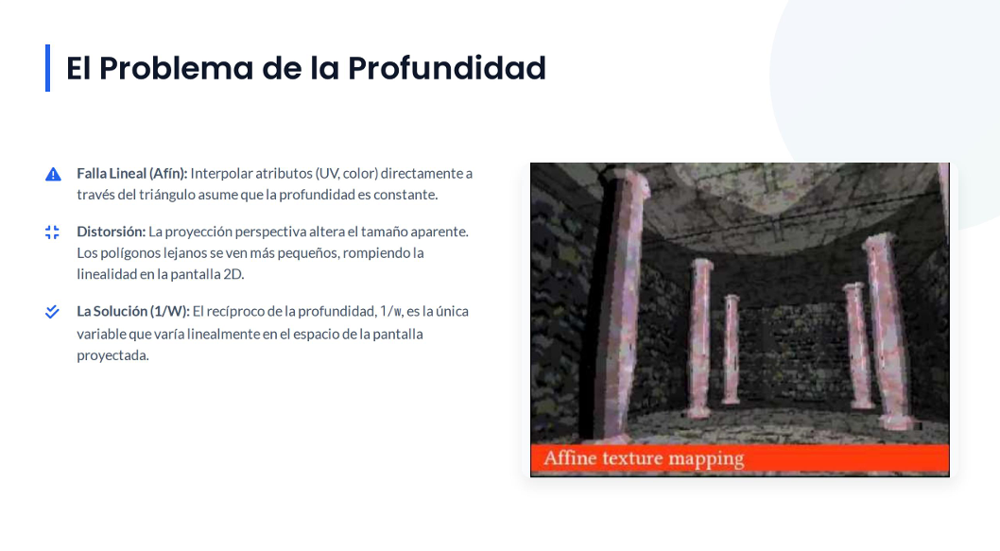 El Problema de la Profundidad
Falla Lineal (Afín): Interpolar atributos (UV, color) directamente a
través del triángulo asume que la profundidad es constante.
Distorsión: La proyección perspectiva altera el tamaño aparente.
Los polígonos lejanos se ven más pequeños, rompiendo la
linealidad en la pantalla 2D.
La Solución (1/W): El recíproco de la profundidad, 1/w, es la única
variable que varía linealmente en el espacio de la pantalla
proyectada.
Affine texture mapping